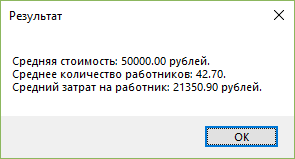 Результат
Средняя стоимость: 50000.00 рублей.
Среднее количество работников: 42.70.
Средний затрат на работник: 21350.90 рублей.
OK